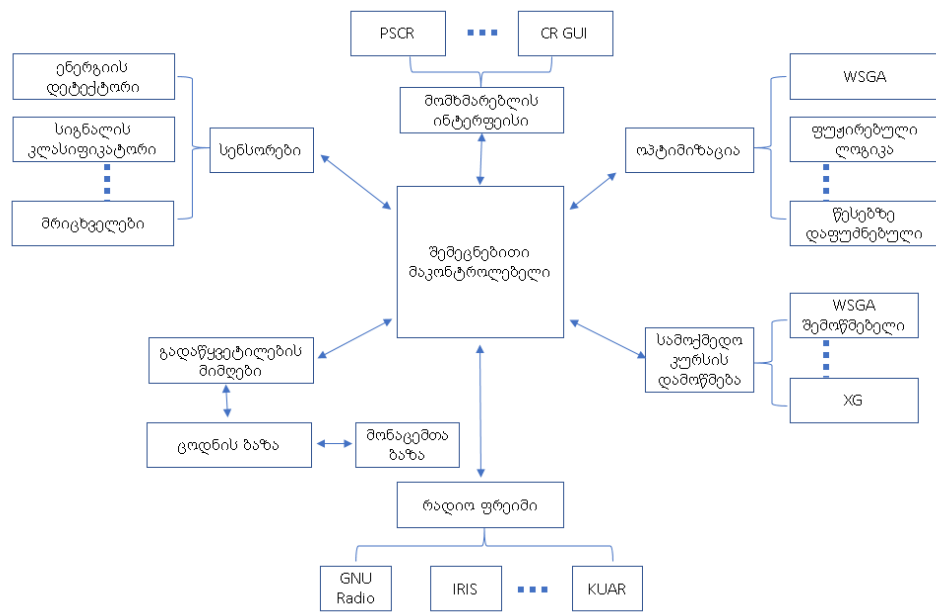 PSCR
CR GUI
მომხმარებლის
ინტერფეისი
ენერგიის
დეტექტორი
სიგნალის
კლასიფიკატორი
მრიცხველები
სენსორები
ოპტიმიზაცია
WSGA
ფუჟირებული
ლოგიკა
წესებზე
დაფუძნებული
შემეცნებითი
მაკონტროლებელი
გადაწყვეტილების
მიმღები
ცოდნის ბაზა
მონაცემთა
ბაზა
სამოქმედო
კურსის
დამოწმება
WSGA
შემოწმებელი
XG
რადიო ფრეიმი
GNU
Radio
IRIS
KUAR